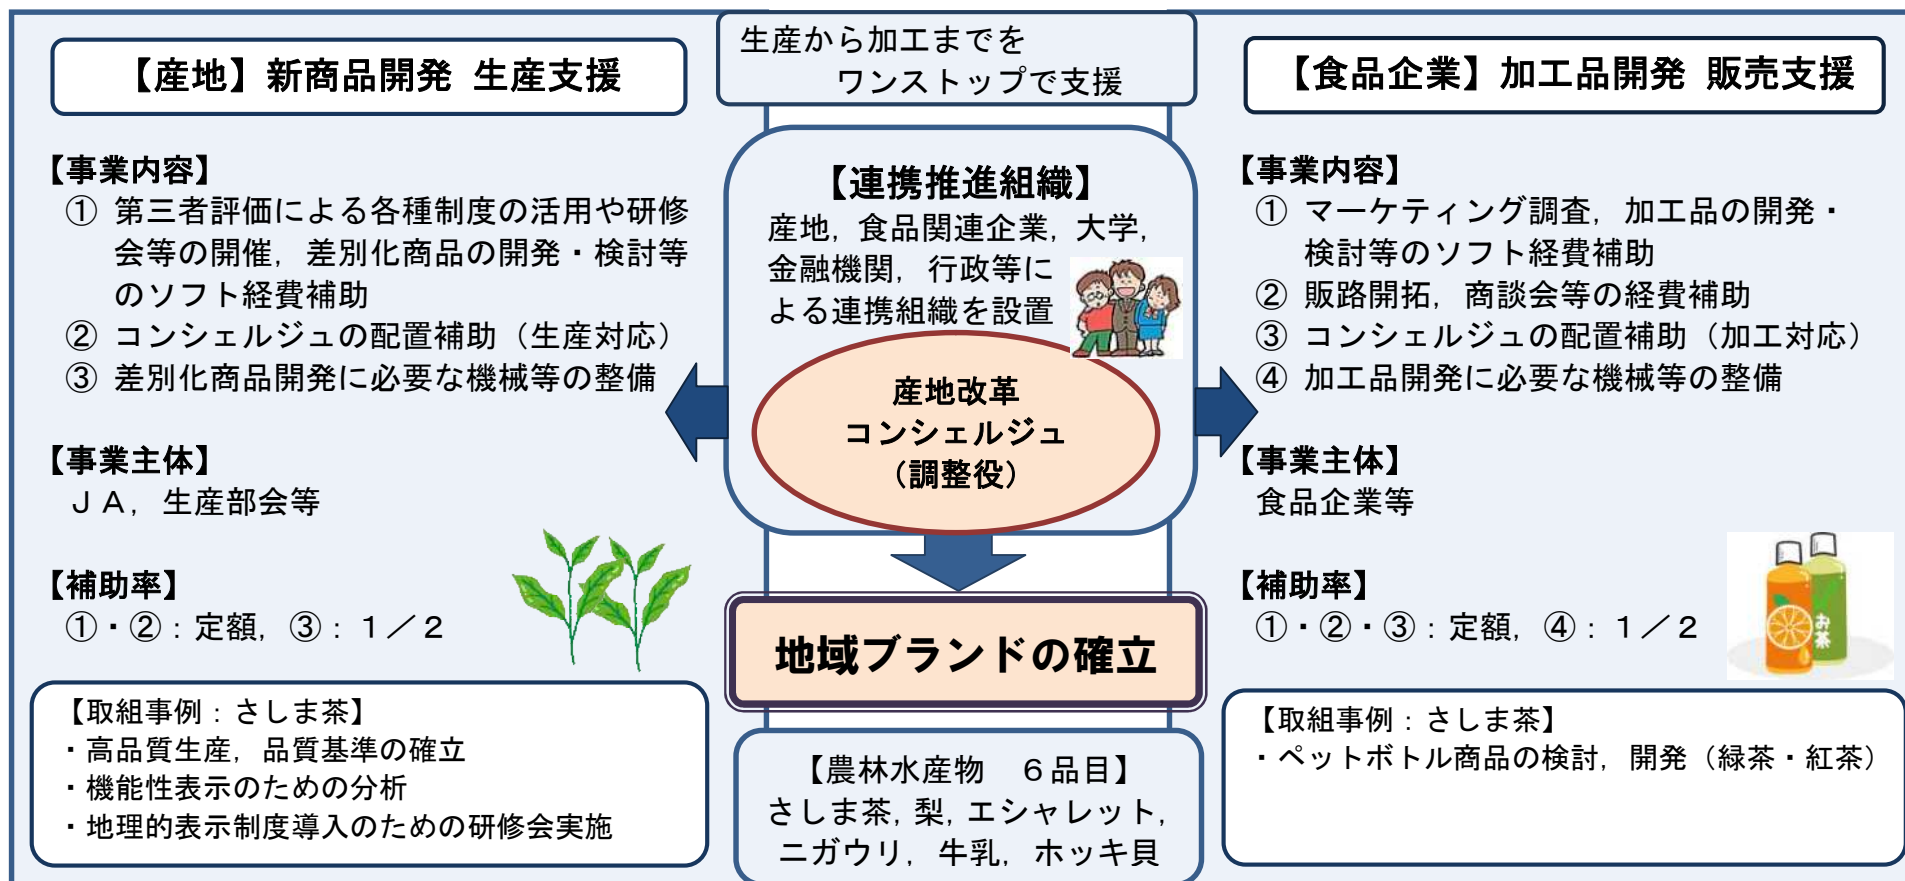 生産から加工までを
ワンストップで支援
【産地】新商品開発 生産支援
【事業内容】
① 第三者評価による各種制度の活用や研修
会等の開催，差別化商品の開発・検討等
のソフト経費補助
② コンシェルジュの配置補助（生産対応）
③ 差別化商品開発に必要な機械等の整備
【事業主体】
ＪＡ，生産部会等
【補助率】
①・②：定額，③：１／２
【取組事例：さしま茶】
・高品質生産，品質基準の確立
・機能性表示のための分析
・地理的表示制度導入のための研修会実施
【連携推進組織】
産地，食品関連企業，大学，
金融機関，行政等に
よる連携組織を設置
産地改革
コンシェルジュ
（調整役）
地域ブランドの確立
【農林水産物　６品目】
さしま茶，梨，エシャレット，
ニガウリ，牛乳，ホッキ貝
【食品企業】加工品開発 販売支援
【事業内容】
① マーケティング調査，加工品の開発・
検討等のソフト経費補助
② 販路開拓，商談会等の経費補助
③ コンシェルジュの配置補助（加工対応）
④ 加工品開発に必要な機械等の整備
【事業主体】
食品企業等
【補助率】
①・②・③：定額，④：１／２
お茶
【取組事例：さしま茶】
・ペットボトル商品の検討，開発（緑茶・紅茶）